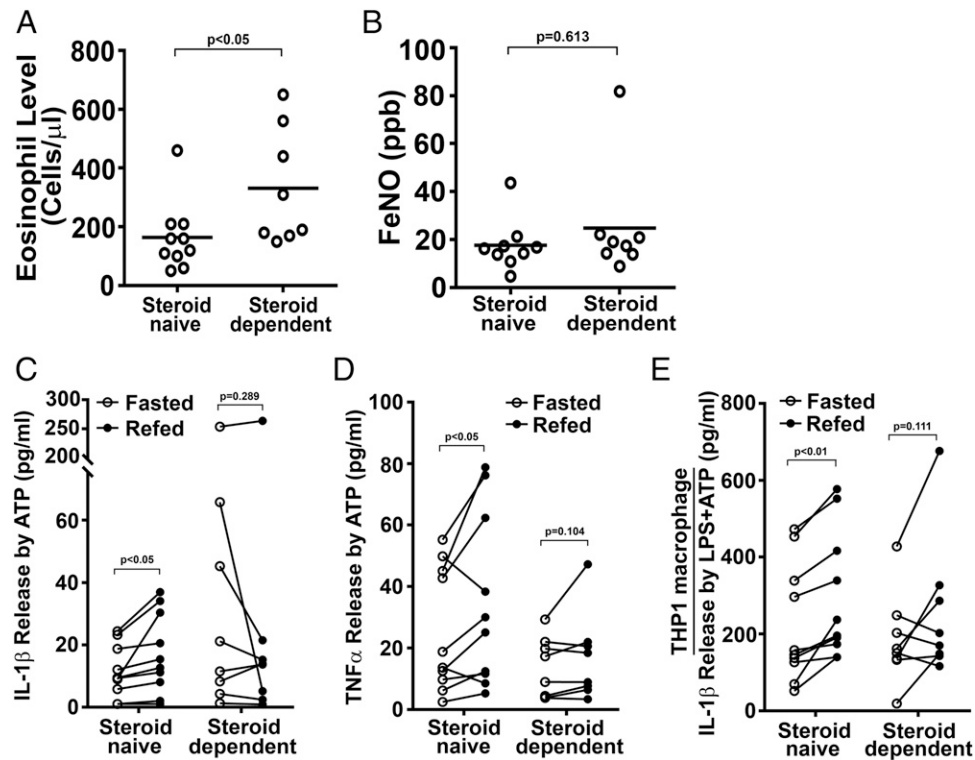 A
p<0.05
800
600
400
200
0
Eosinophil Level
(Cells/μl)
Steroid
naive
Steroid
dependent
B
p=0.613
100
80
60
40
20
0
FeNO (ppb)
Steroid
naive
Steroid
dependent
C
Fasted
Refed
p=0.289
p<0.05
300
250
200
60
40
20
0
IL-1β Release by ATP (pg/ml)
Steroid
naive
Steroid
dependent
D
Fasted
Refed
p<0.05
p=0.104
100
80
60
40
20
0
TNFα Release by ATP (pg/ml)
Steroid
naive
Steroid
dependent
E
Fasted
Refed
p<0.01
p=0.111
800
600
400
200
0
THP1 macrophage
IL-1β Release by LPS+ATP (pg/ml)
Steroid
naive
Steroid
dependent